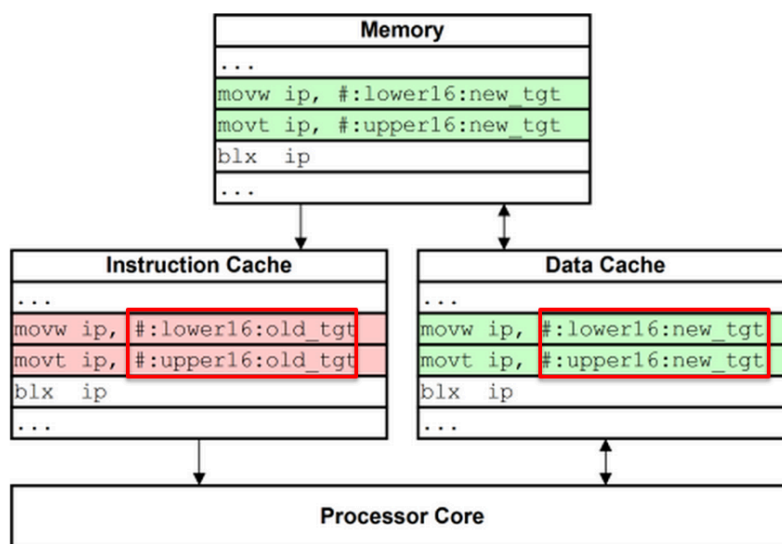 Memory
...
movw ip, #:lower16:new_tgt
movt ip, #:upper16:new_tgt
blx  ip
...
Instruction Cache
...
movw ip, #:lower16:old_tgt
movt ip, #:upper16:old_tgt
blx  ip
...
Data Cache
...
movw ip, #:lower16:new_tgt
movt ip, #:upper16:new_tgt
blx  ip
...
Processor Core